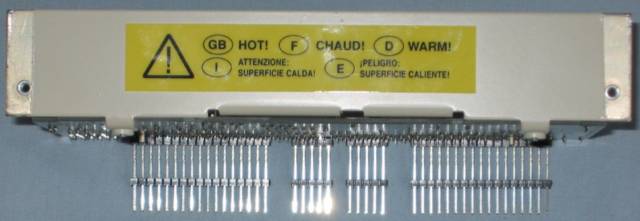 GB HOT! F CHAUD! D WARM!
I ATTENZIONE: SUPERFICIE CALDA! E ¡PELIGRO: SUPERFICIE CALIENTE!